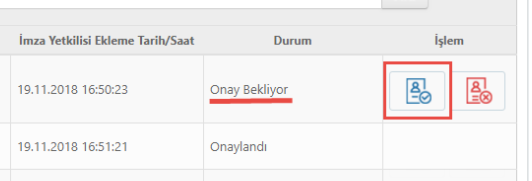 İmza Yetkilisi Ekleme Tarih/Saat Durum İşlem
19.11.2018 16:50:23 Onay Bekliyor
19.11.2018 16:51:21 Onaylandı